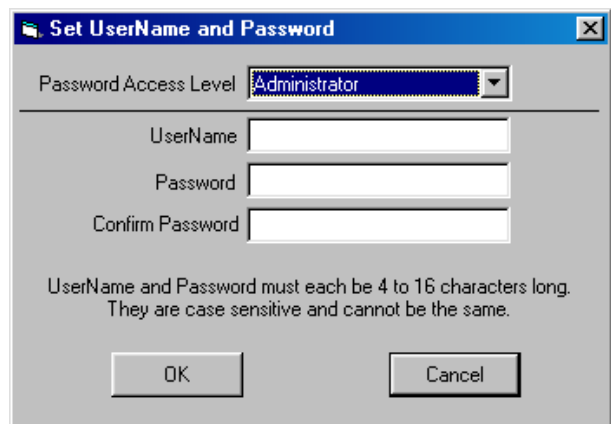 Set UserName and Password
Password Access Level Administrator
UserName
Password
Confirm Password
UserName and Password must each be 4 to 16 characters long.
They are case sensitive and cannot be the same.
OK Cancel